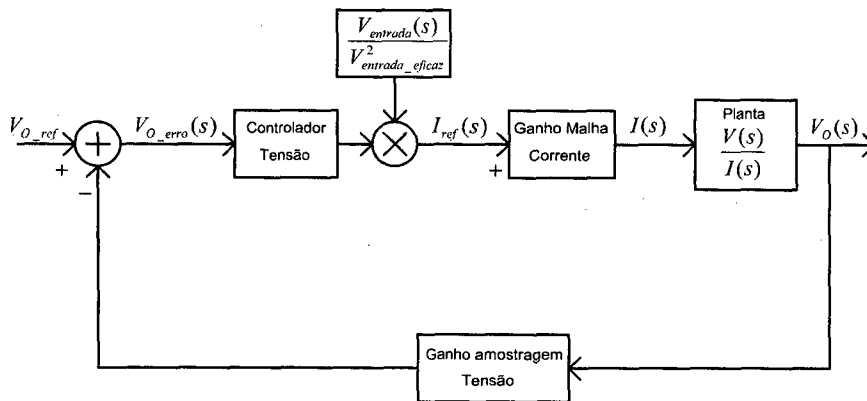 V_entrada(s)
V²_entrada_eficaz
V_O_ref
V_O_erro(s)
Controlador
Tensão
I_ref(s)
Ganho Malha
Corrente
I(s)
Planta
V(s)
I(s)
V_O(s)
+
+
−
+
Ganho amostragem
Tensão